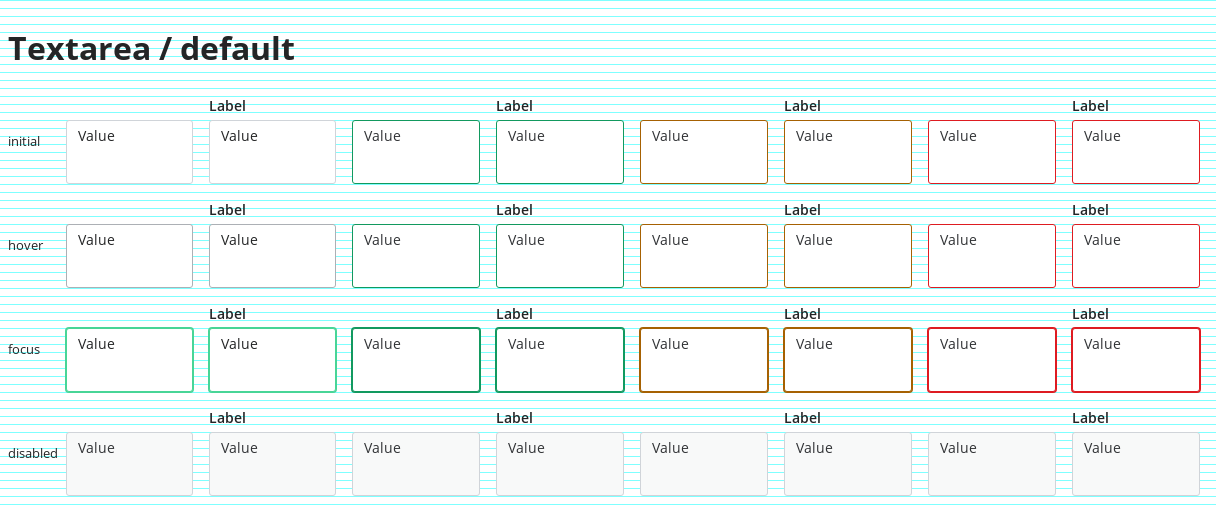 Textarea / default
Label Label Label Label
initial Value Value Value Value Value Value Value Value
Label Label Label Label
hover Value Value Value Value Value Value Value Value
Label Label Label Label
focus Value Value Value Value Value Value Value Value
Label Label Label Label
disabled Value Value Value Value Value Value Value Value